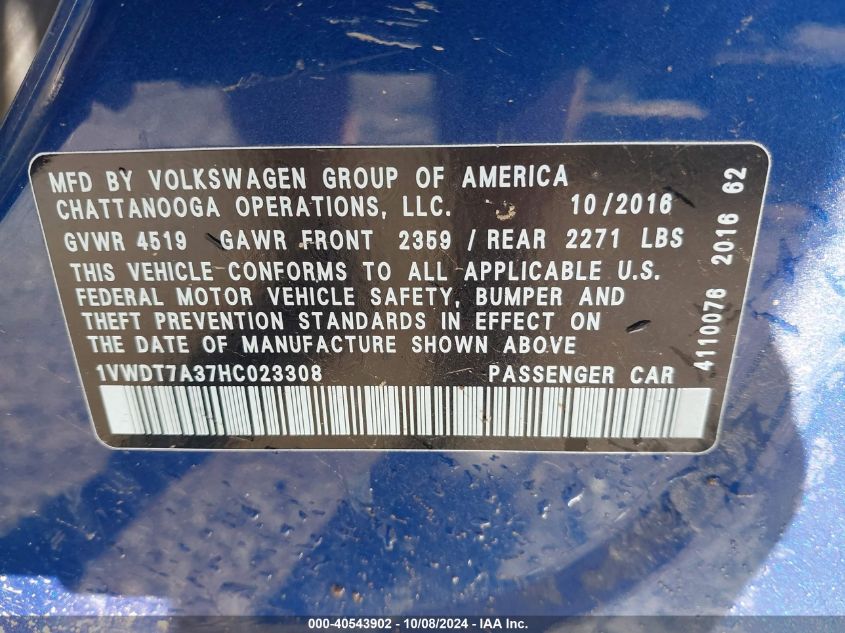 MFD BY VOLKSWAGEN GROUP OF AMERICA
CHATTANOOGA OPERATIONS, LLC. 10/2016
GVWR 4519 GAWR FRONT 2359 / REAR 2271 LBS
THIS VEHICLE CONFORMS TO ALL APPLICABLE U.S.
FEDERAL MOTOR VEHICLE SAFETY, BUMPER AND
THEFT PREVENTION STANDARDS IN EFFECT ON
THE DATE OF MANUFACTURE SHOWN ABOVE
1VWDT7A37HC023308 PASSENGER CAR
4110076 2016 62
000-40543902 - 10/08/2024 - IAA Inc.